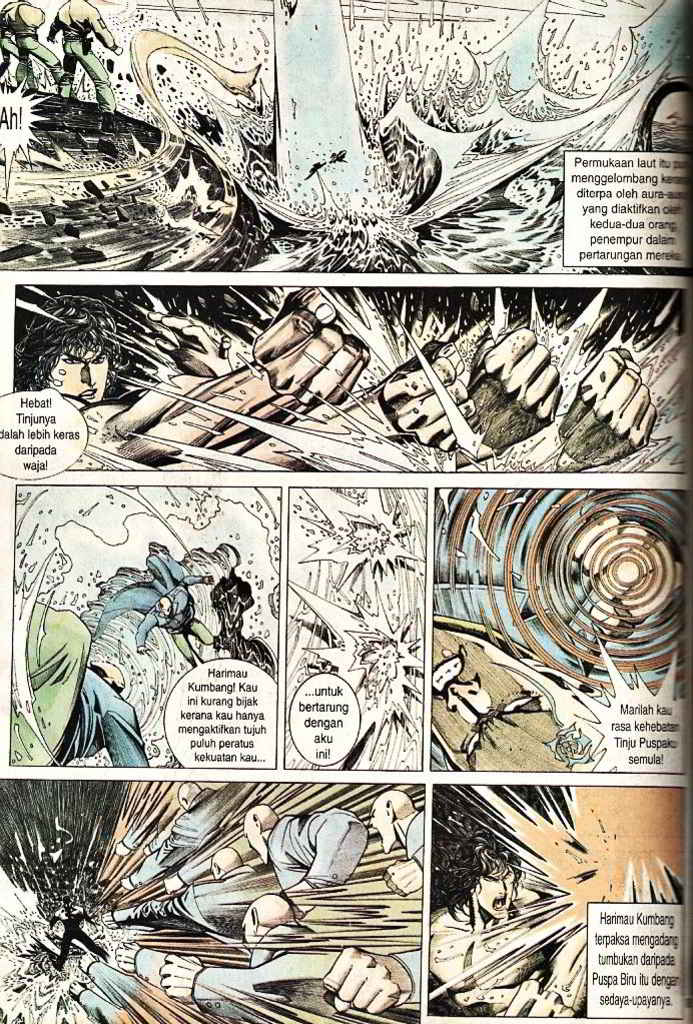 Ah!
Permukaan laut itu
menggelombang
diterpa oleh
yang diaktifkan oleh
kedua-dua orang
penempur dalam
pertarungan
Hebat!
Tinjunya
lebih keras
daripada
waja!
Harimau
Kumbang! Kau
ini kurang bijak
kerana kau hanya
mengaktifkan tujuh
puluh peratus
kekuatan kau...
...untuk
bertarung
dengan
aku
ini!
Marilah kau
rasa kehebatan
Tinju Puspaku
semula!
Harimau Kumbang
terpaksa mengadang
tumbukan daripada
Puspa Biru itu dengan
sedaya-upayanya.